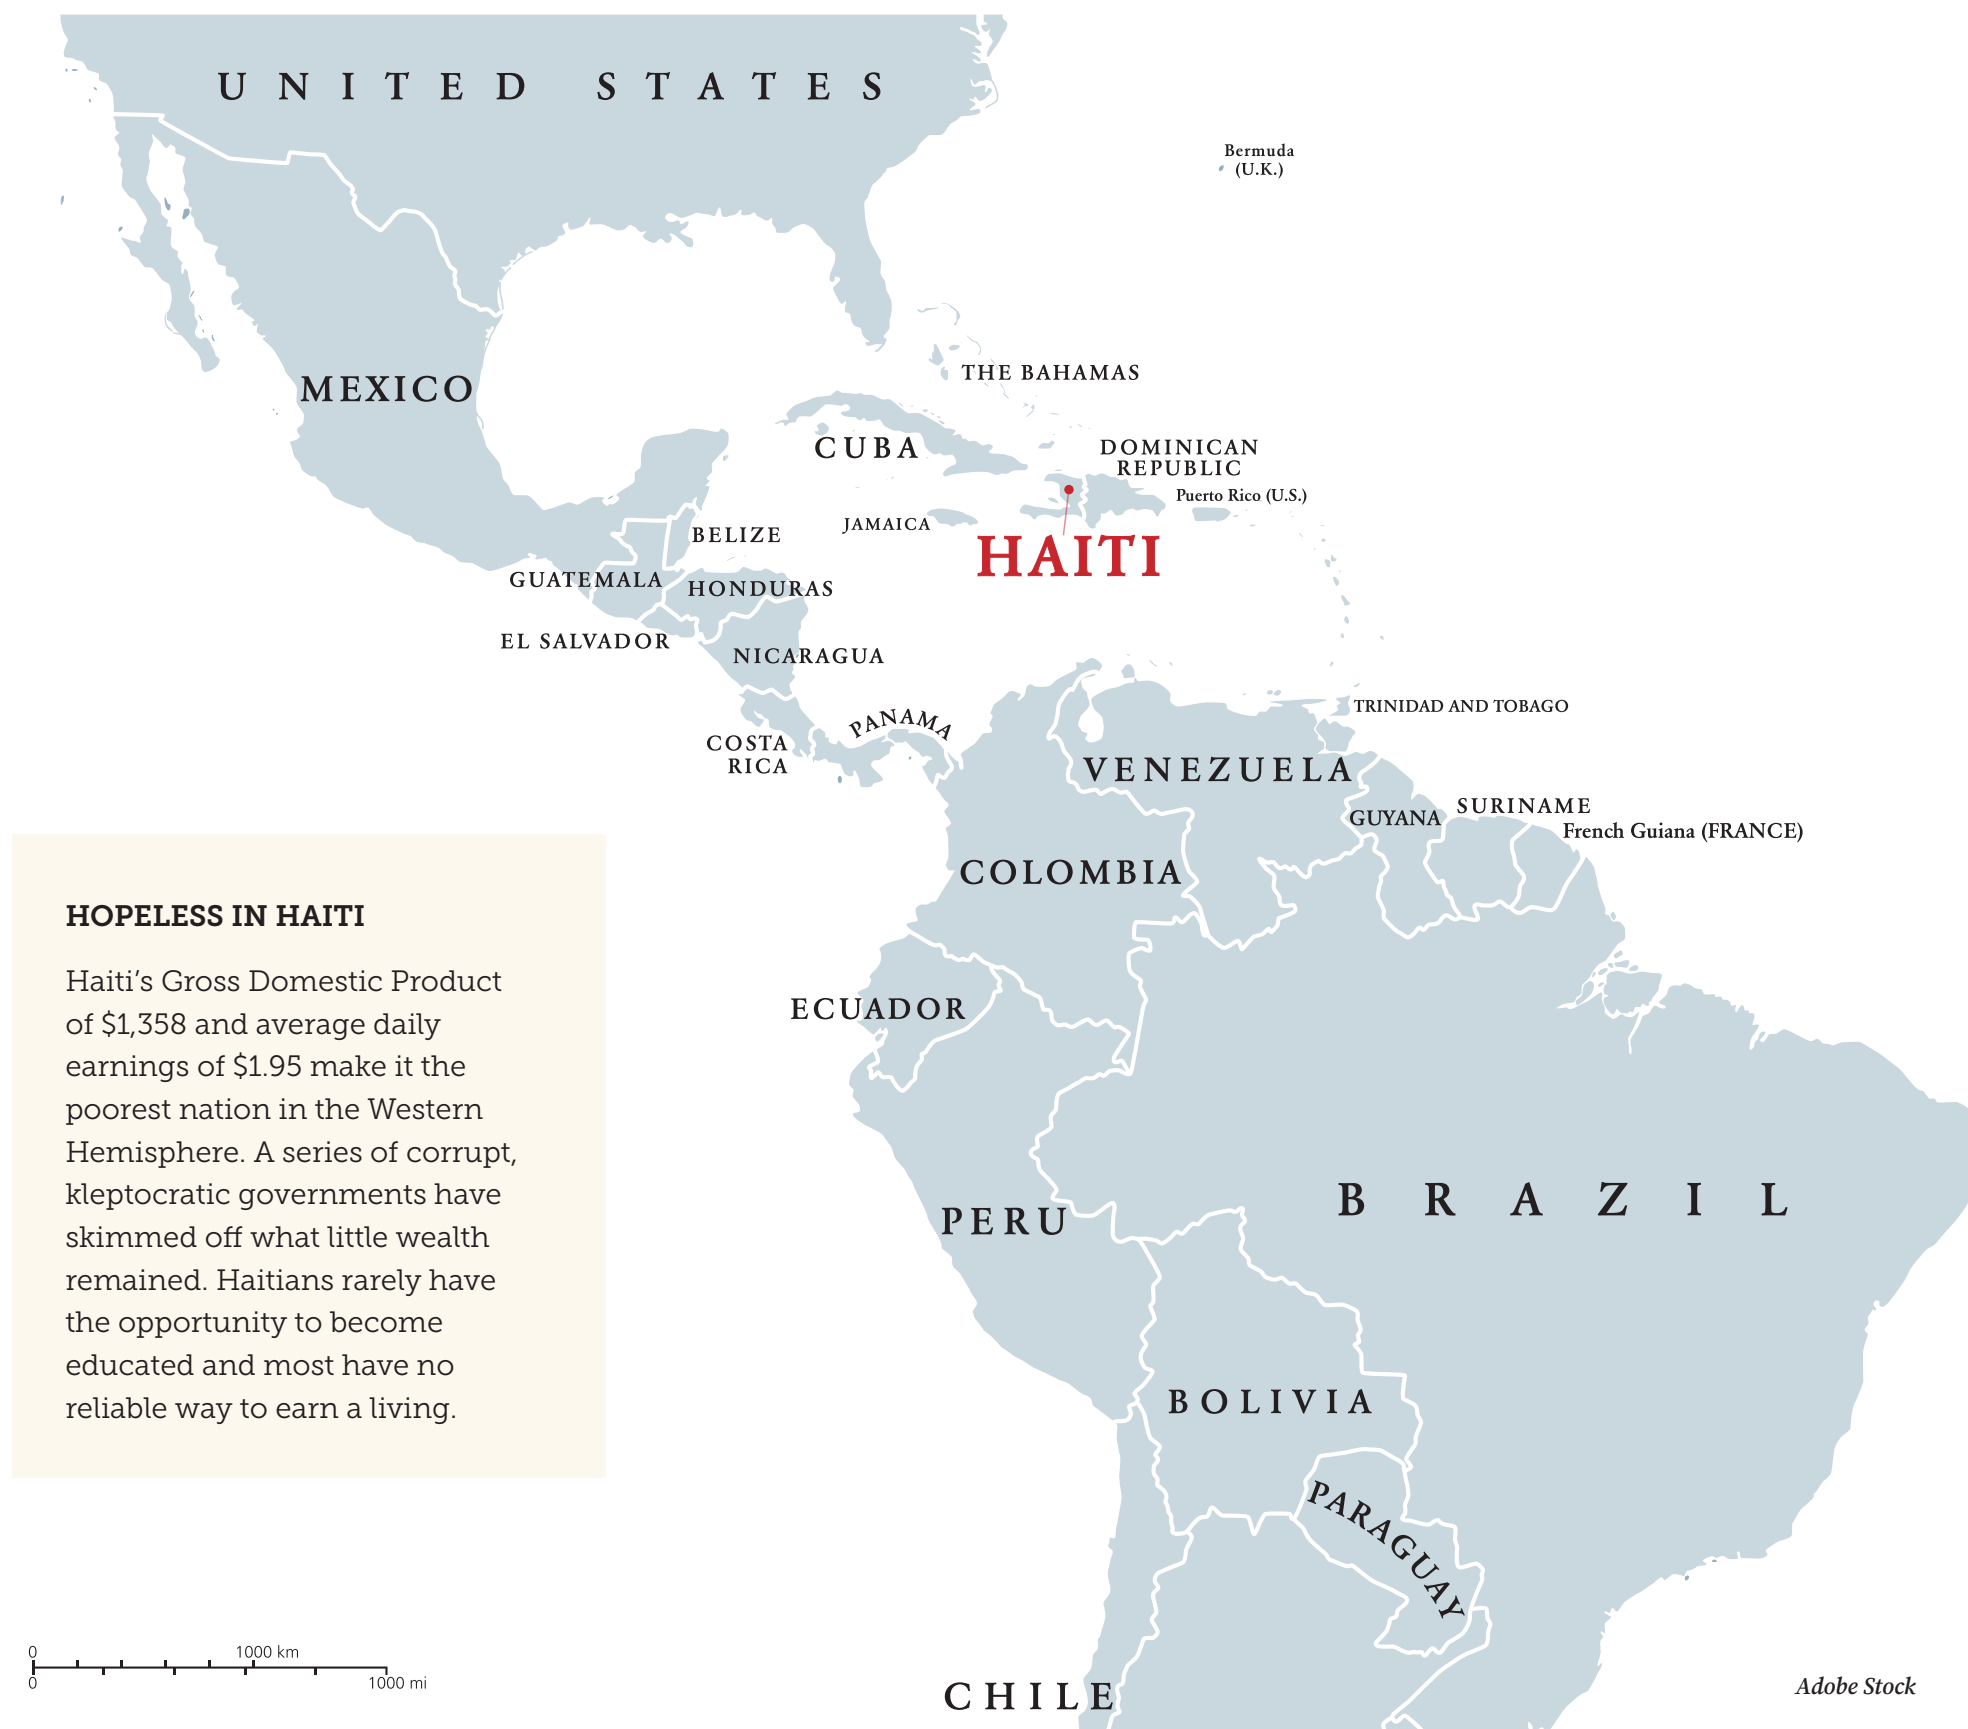 UNITED STATES
Bermuda
(U.K.)
MEXICO
THE BAHAMAS
CUBA
DOMINICAN
REPUBLIC
Puerto Rico (U.S.)
JAMAICA
BELIZE
HAITI
GUATEMALA
HONDURAS
EL SALVADOR
NICARAGUA
PANAMA
TRINIDAD AND TOBAGO
COSTA
RICA
VENEZUELA
GUYANA
SURINAME
French Guiana (FRANCE)
COLOMBIA
ECUADOR
PERU
BRAZIL
BOLIVIA
PARAGUAY
CHILE
HOPELESS IN HAITI
Haiti’s Gross Domestic Product
of $1,358 and average daily
earnings of $1.95 make it the
poorest nation in the Western
Hemisphere. A series of corrupt,
kleptocratic governments have
skimmed off what little wealth
remained. Haitians rarely have
the opportunity to become
educated and most have no
reliable way to earn a living.
0 1000 km
0 1000 mi
Adobe Stock